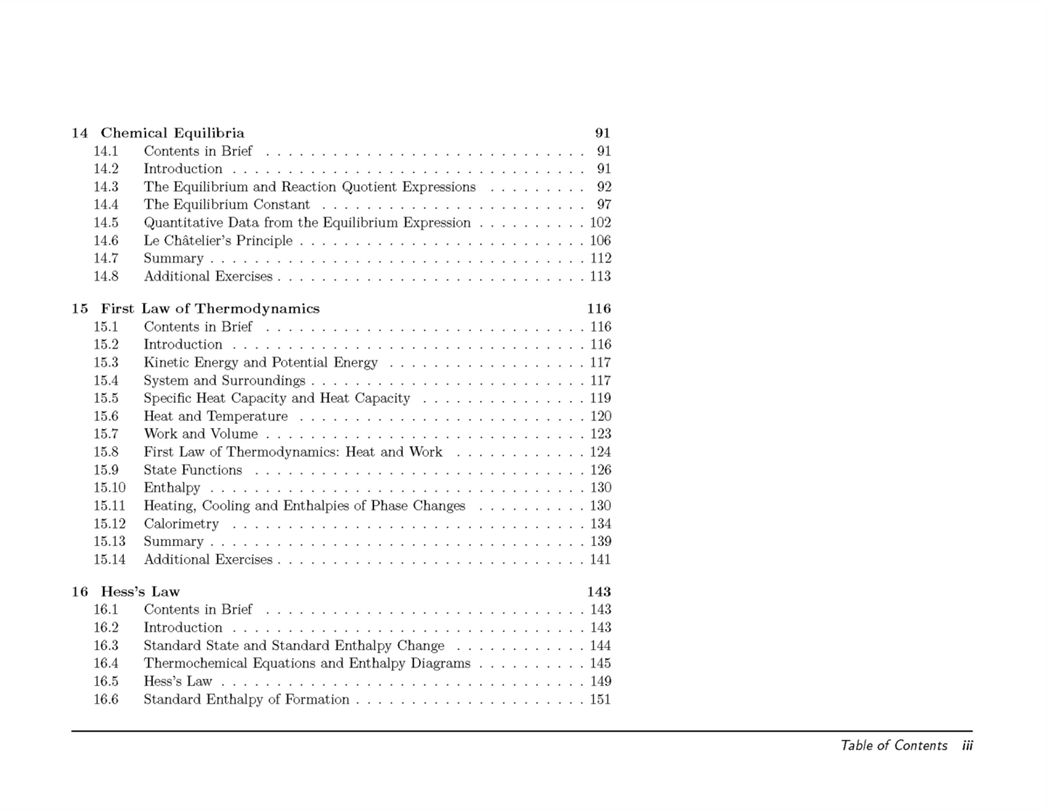 14 Chemical Equilibria 91
14.1 Contents in Brief . . . . . . . . . . . . . . . . . . . . . . . . . . . . . 91
14.2 Introduction . . . . . . . . . . . . . . . . . . . . . . . . . . . . . . . . 91
14.3 The Equilibrium and Reaction Quotient Expressions . . . . . . . . . 92
14.4 The Equilibrium Constant . . . . . . . . . . . . . . . . . . . . . . . . 97
14.5 Quantitative Data from the Equilibrium Expression . . . . . . . . . . 102
14.6 Le Châtelier's Principle . . . . . . . . . . . . . . . . . . . . . . . . . . 106
14.7 Summary . . . . . . . . . . . . . . . . . . . . . . . . . . . . . . . . . . 112
14.8 Additional Exercises . . . . . . . . . . . . . . . . . . . . . . . . . . . . 113
15 First Law of Thermodynamics 116
15.1 Contents in Brief . . . . . . . . . . . . . . . . . . . . . . . . . . . . . 116
15.2 Introduction . . . . . . . . . . . . . . . . . . . . . . . . . . . . . . . . 116
15.3 Kinetic Energy and Potential Energy . . . . . . . . . . . . . . . . . . 117
15.4 System and Surroundings . . . . . . . . . . . . . . . . . . . . . . . . . 117
15.5 Specific Heat Capacity and Heat Capacity . . . . . . . . . . . . . . . 119
15.6 Heat and Temperature . . . . . . . . . . . . . . . . . . . . . . . . . . 120
15.7 Work and Volume . . . . . . . . . . . . . . . . . . . . . . . . . . . . . 123
15.8 First Law of Thermodynamics: Heat and Work . . . . . . . . . . . . 124
15.9 State Functions . . . . . . . . . . . . . . . . . . . . . . . . . . . . . . 126
15.10 Enthalpy . . . . . . . . . . . . . . . . . . . . . . . . . . . . . . . . . . 130
15.11 Heating, Cooling and Enthalpies of Phase Changes . . . . . . . . . . 130
15.12 Calorimetry . . . . . . . . . . . . . . . . . . . . . . . . . . . . . . . . 134
15.13 Summary . . . . . . . . . . . . . . . . . . . . . . . . . . . . . . . . . . 139
15.14 Additional Exercises . . . . . . . . . . . . . . . . . . . . . . . . . . . . 141
16 Hess's Law 143
16.1 Contents in Brief . . . . . . . . . . . . . . . . . . . . . . . . . . . . . 143
16.2 Introduction . . . . . . . . . . . . . . . . . . . . . . . . . . . . . . . . 143
16.3 Standard State and Standard Enthalpy Change . . . . . . . . . . . . 144
16.4 Thermochemical Equations and Enthalpy Diagrams . . . . . . . . . . 145
16.5 Hess's Law . . . . . . . . . . . . . . . . . . . . . . . . . . . . . . . . . 149
16.6 Standard Enthalpy of Formation . . . . . . . . . . . . . . . . . . . . . 151
Table of Contents iii